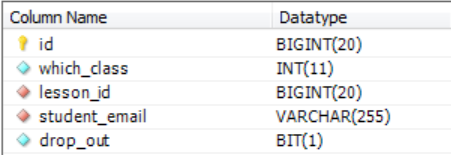 Column Name Datatype
id BIGINT(20)
which_class INT(11)
lesson_id BIGINT(20)
student_email VARCHAR(255)
drop_out BIT(1)